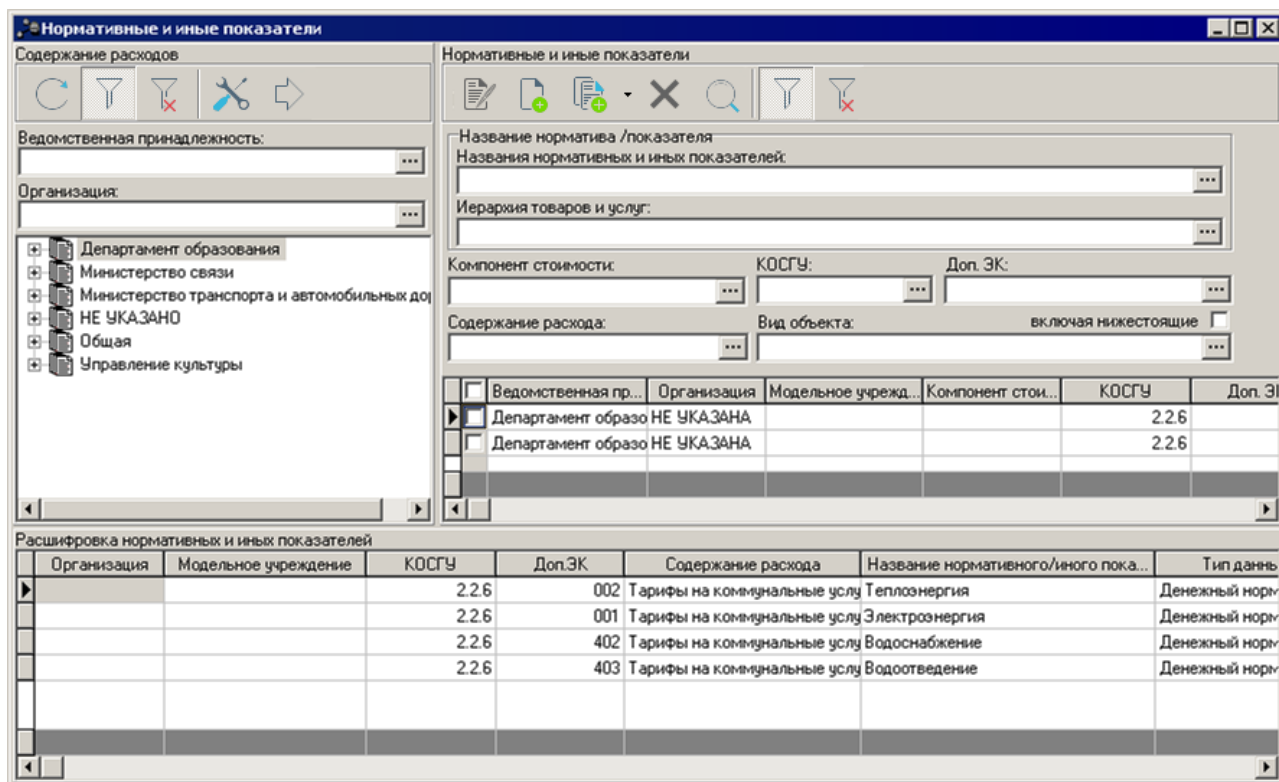 Нормативные и иные показатели
Содержание расходов
Ведомственная принадлежность:
Организация:
Департамент образования
Министерство связи
Министерство транспорта и автомобильных дор
НЕ УКАЗАНО
Общая
Управление культуры
Нормативные и иные показатели
Название норматива /показателя
Названия нормативных и иных показателей:
Иерархия товаров и услуг:
Компонент стоимости: КОСГУ: Доп. ЭК:
Содержание расхода: Вид объекта: включая нижестоящие
Ведомственная пр... Организация Модельное учрежд... Компонент стои... КОСГУ Доп. ЭК
Департамент образо НЕ УКАЗАНА 2.2.6
Департамент образо НЕ УКАЗАНА 2.2.6
Расшифровка нормативных и иных показателей
Организация Модельное учреждение КОСГУ Доп.ЭК Содержание расхода Название нормативного/иного пока... Тип данны
2.2.6 002 Тарифы на коммунальные услу Теплоэнергия Денежный норм
2.2.6 001 Тарифы на коммунальные услу Электроэнергия Денежный норм
2.2.6 402 Тарифы на коммунальные услу Водоснабжение Денежный норм
2.2.6 403 Тарифы на коммунальные услу Водоотведение Денежный норм